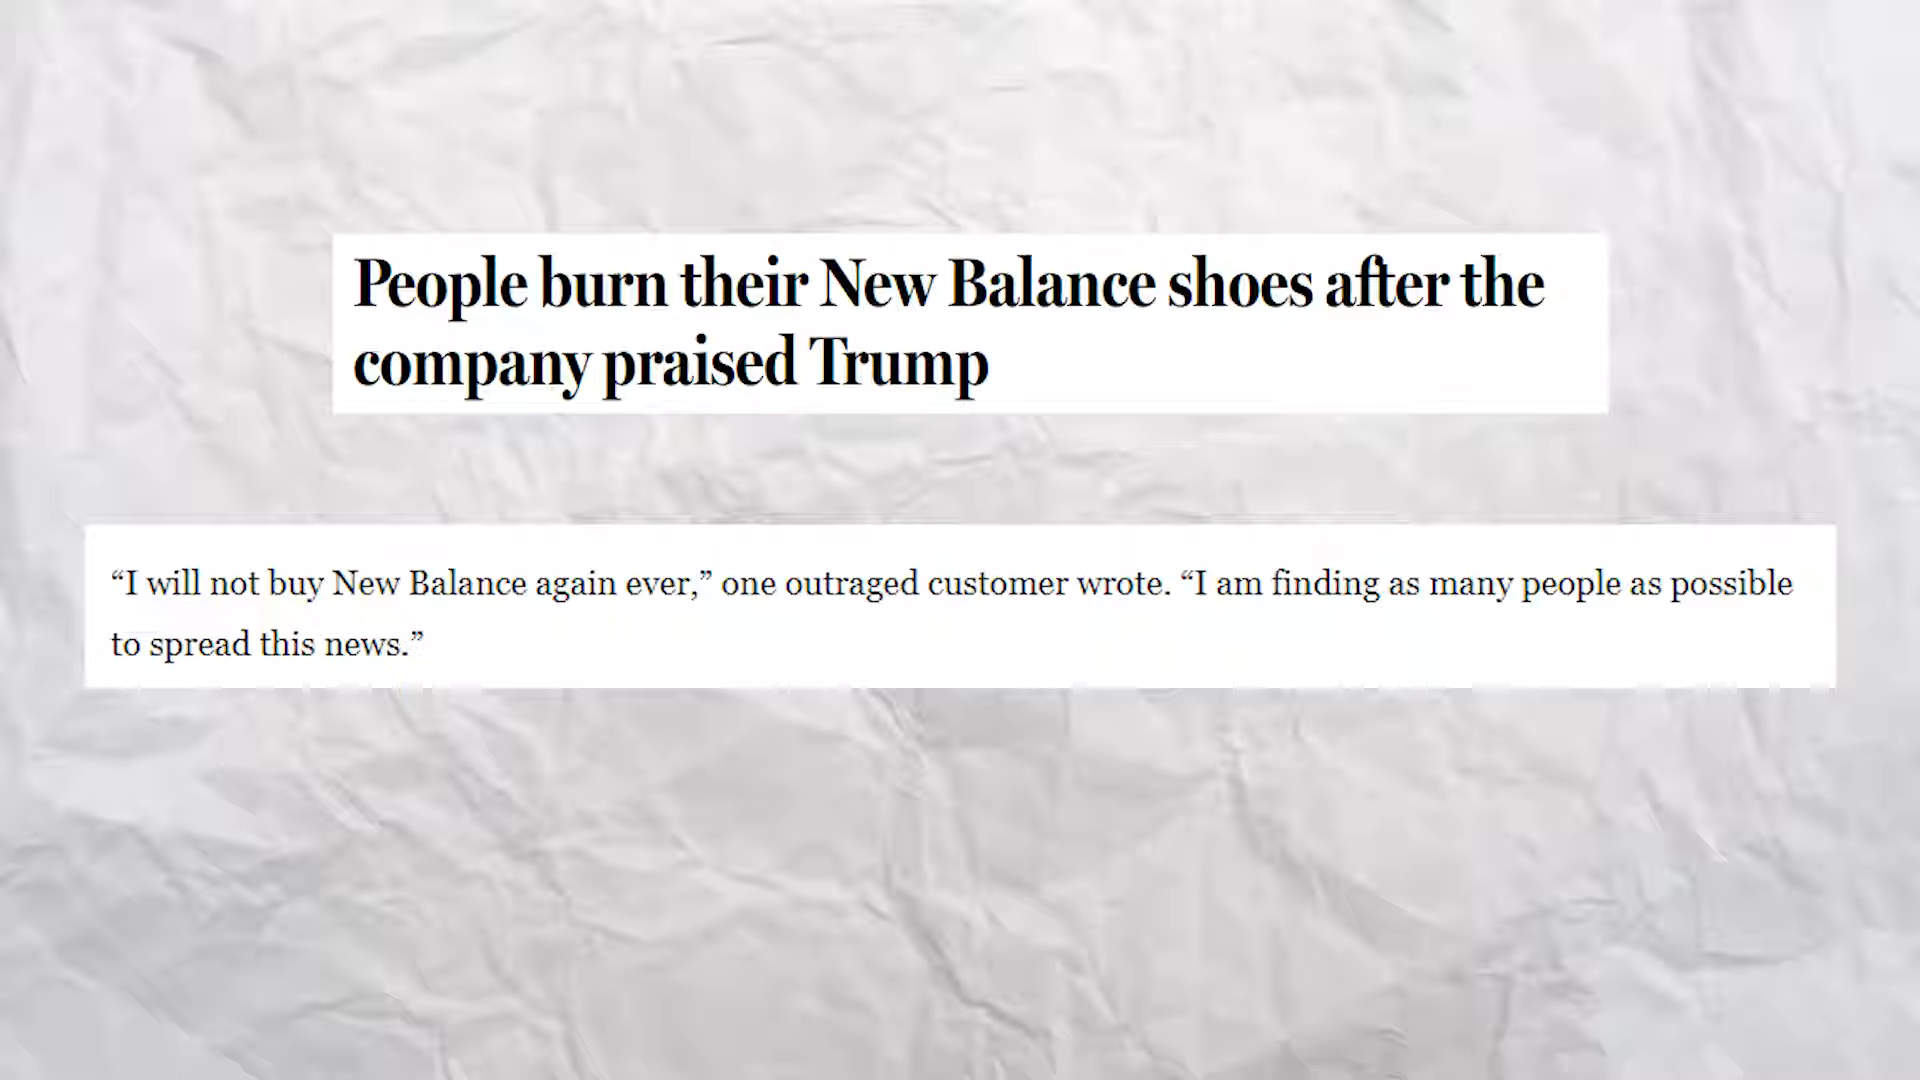 People burn their New Balance shoes after the
company praised Trump
“I will not buy New Balance again ever,” one outraged customer wrote. “I am finding as many people as possible
to spread this news.”